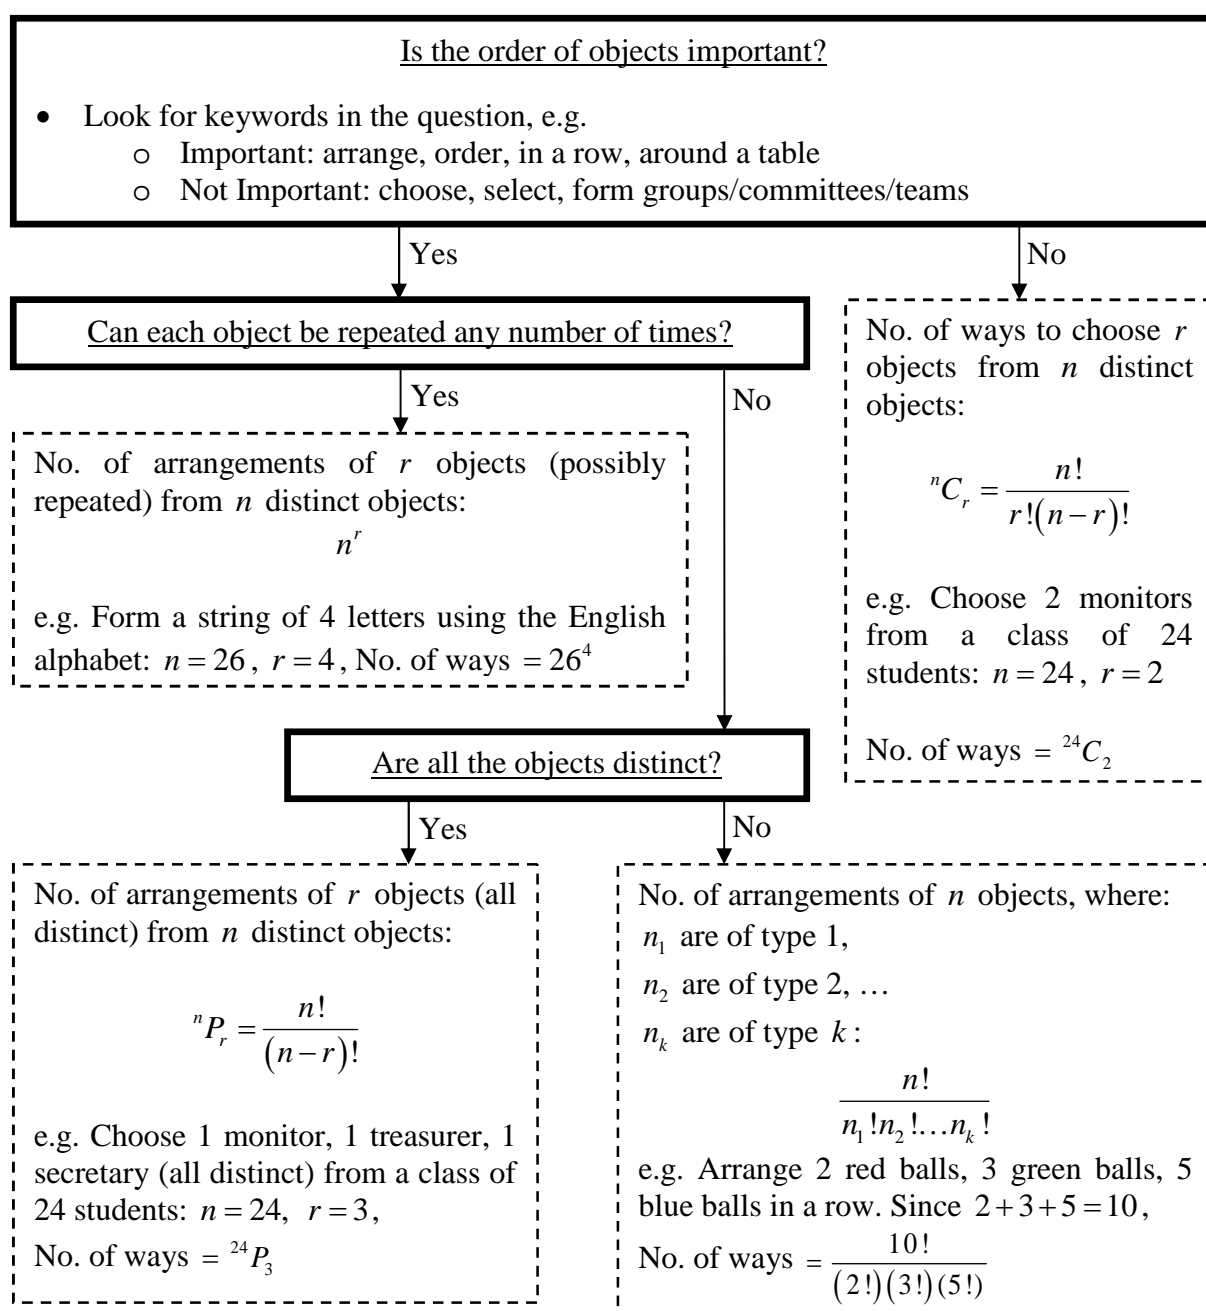 Is the order of objects important?
• Look for keywords in the question, e.g.
o Important: arrange, order, in a row, around a table
o Not Important: choose, select, form groups/committees/teams
Yes
No
Can each object be repeated any number of times?
Yes
No
No. of arrangements of r objects (possibly
repeated) from n distinct objects:
n^r
e.g. Form a string of 4 letters using the English
alphabet: n = 26, r = 4, No. of ways = 26^4
No. of ways to choose r
objects from n distinct
objects:
^nC_r = n! / r!(n − r)!
e.g. Choose 2 monitors
from a class of 24
students: n = 24, r = 2
No. of ways = ^24C_2
Are all the objects distinct?
Yes
No
No. of arrangements of r objects (all
distinct) from n distinct objects:
^nP_r = n! / (n − r)!
e.g. Choose 1 monitor, 1 treasurer, 1
secretary (all distinct) from a class of
24 students: n = 24, r = 3,
No. of ways = ^24P_3
No. of arrangements of n objects, where:
n_1 are of type 1,
n_2 are of type 2, …
n_k are of type k:
n! / n_1!n_2!…n_k!
e.g. Arrange 2 red balls, 3 green balls, 5
blue balls in a row. Since 2 + 3 + 5 = 10,
No. of ways = 10! / (2!)(3!)(5!)